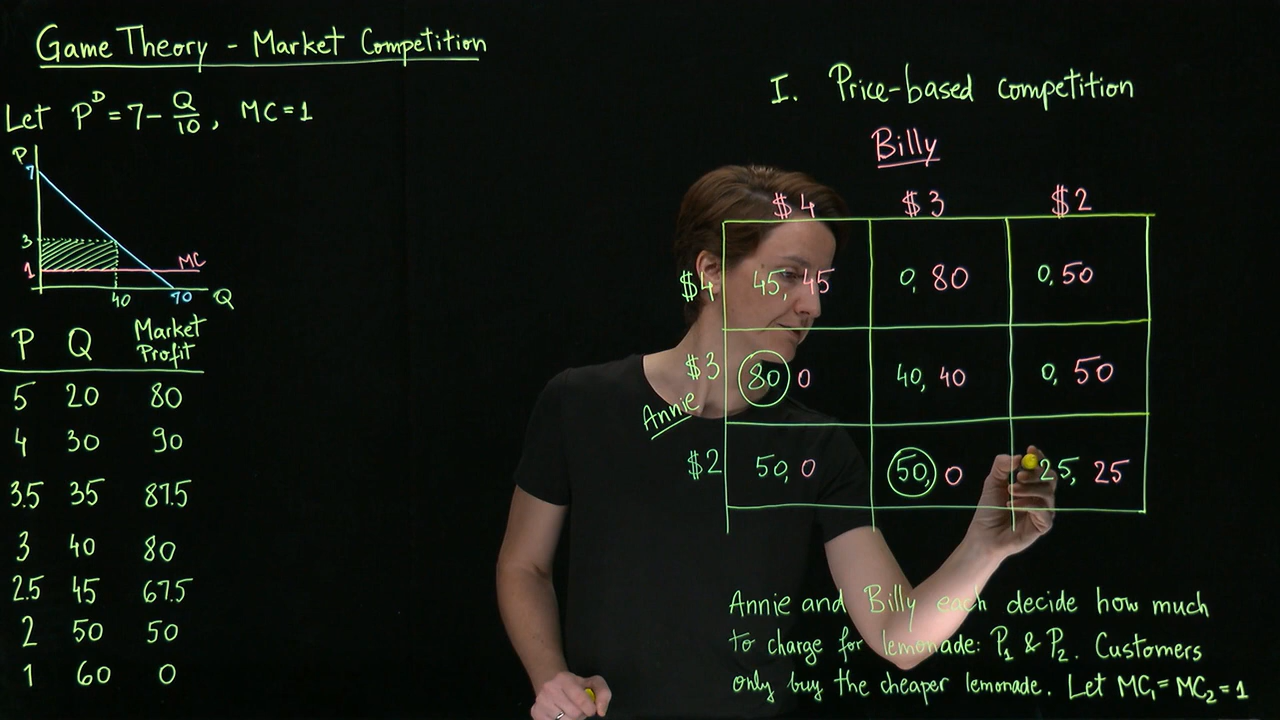 Game Theory - Market Competition
Let P^D = 7 - Q/10, MC = 1
P
7
3
1
MC
40
70
Q
P Q Market Profit
5 20 80
4 30 90
3.5 35 87.5
3 40 80
2.5 45 67.5
2 50 50
1 60 0
I. Price-based competition
Billy
$4 $3 $2
$4 45, 45 0, 80 0, 50
$3 80 0 40, 40 0, 50
Annie
$2 50, 0 50, 0 25, 25
Annie and Billy each decide how much
to charge for lemonade: P₁ & P₂. Customers
only buy the cheaper lemonade. Let MC₁ = MC₂ = 1